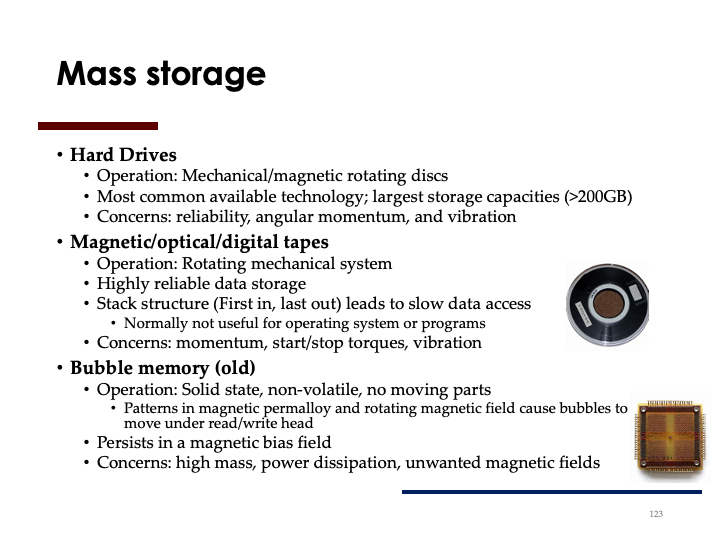 Mass storage
• Hard Drives
• Operation: Mechanical/magnetic rotating discs
• Most common available technology; largest storage capacities (>200GB)
• Concerns: reliability, angular momentum, and vibration
• Magnetic/optical/digital tapes
• Operation: Rotating mechanical system
• Highly reliable data storage
• Stack structure (First in, last out) leads to slow data access
• Normally not useful for operating system or programs
• Concerns: momentum, start/stop torques, vibration
• Bubble memory (old)
• Operation: Solid state, non-volatile, no moving parts
• Patterns in magnetic permalloy and rotating magnetic field cause bubbles to
move under read/write head
• Persists in a magnetic bias field
• Concerns: high mass, power dissipation, unwanted magnetic fields
123